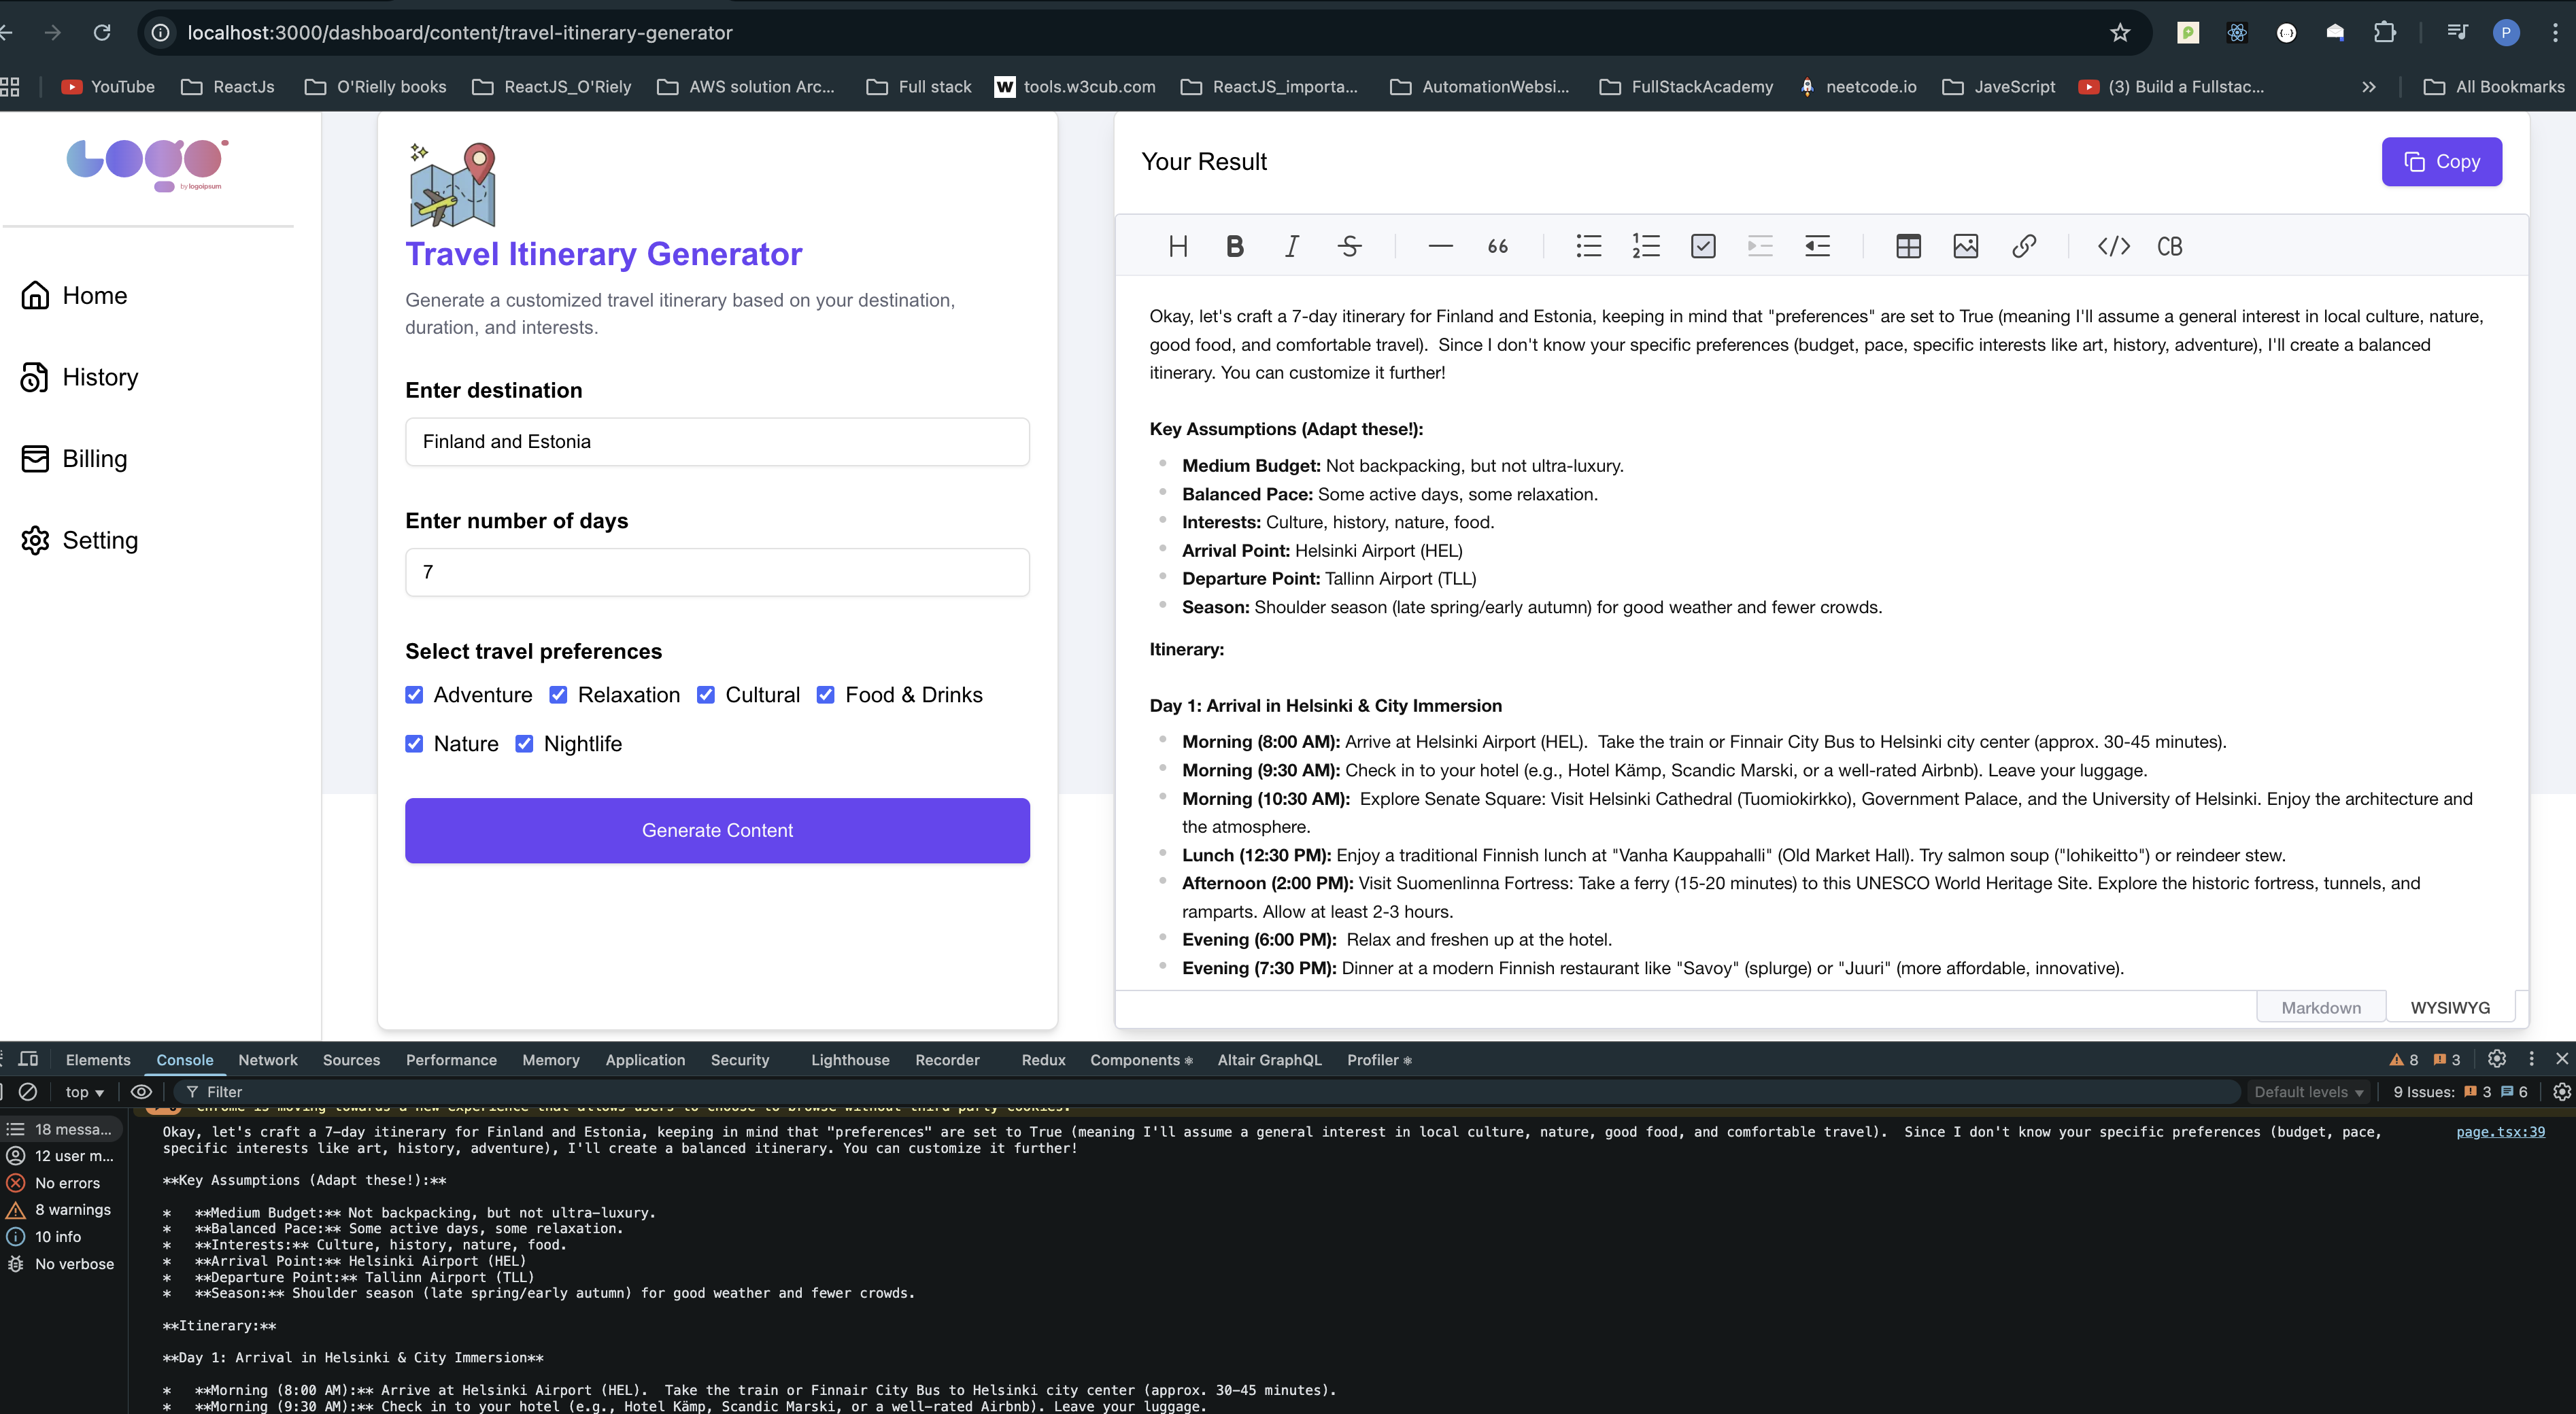 localhost:3000/dashboard/content/travel-itinerary-generator
P
YouTube
ReactJs
O'Rielly books
ReactJS_O'Riely
AWS solution Arc...
Full stack
W tools.w3cub.com
ReactJS_importa...
AutomationWebsi...
FullStackAcademy
neetcode.io
JaveScript
(3) Build a Fullstac...
All Bookmarks
Logo
by logoipsum
Home
History
Billing
Setting
Travel Itinerary Generator
Generate a customized travel itinerary based on your destination,
duration, and interests.
Enter destination
Finland and Estonia
Enter number of days
7
Select travel preferences
Adventure Relaxation Cultural Food & Drinks
Nature Nightlife
Generate Content
Your Result
Copy
CB
Okay, let's craft a 7-day itinerary for Finland and Estonia, keeping in mind that "preferences" are set to True (meaning I'll assume a general interest in local culture, nature,
good food, and comfortable travel). Since I don't know your specific preferences (budget, pace, specific interests like art, history, adventure), I'll create a balanced
itinerary. You can customize it further!
Key Assumptions (Adapt these!):
Medium Budget: Not backpacking, but not ultra-luxury.
Balanced Pace: Some active days, some relaxation.
Interests: Culture, history, nature, food.
Arrival Point: Helsinki Airport (HEL)
Departure Point: Tallinn Airport (TLL)
Season: Shoulder season (late spring/early autumn) for good weather and fewer crowds.
Itinerary:
Day 1: Arrival in Helsinki & City Immersion
Morning (8:00 AM): Arrive at Helsinki Airport (HEL). Take the train or Finnair City Bus to Helsinki city center (approx. 30-45 minutes).
Morning (9:30 AM): Check in to your hotel (e.g., Hotel Kämp, Scandic Marski, or a well-rated Airbnb). Leave your luggage.
Morning (10:30 AM): Explore Senate Square: Visit Helsinki Cathedral (Tuomiokirkko), Government Palace, and the University of Helsinki. Enjoy the architecture and
the atmosphere.
Lunch (12:30 PM): Enjoy a traditional Finnish lunch at "Vanha Kauppahalli" (Old Market Hall). Try salmon soup ("lohikeitto") or reindeer stew.
Afternoon (2:00 PM): Visit Suomenlinna Fortress: Take a ferry (15-20 minutes) to this UNESCO World Heritage Site. Explore the historic fortress, tunnels, and
ramparts. Allow at least 2-3 hours.
Evening (6:00 PM): Relax and freshen up at the hotel.
Evening (7:30 PM): Dinner at a modern Finnish restaurant like "Savoy" (splurge) or "Juuri" (more affordable, innovative).
Markdown WYSIWYG
Elements Console Network Sources Performance Memory Application Security Lighthouse Recorder Redux Components Altair GraphQL Profiler 8 3
top Filter Default levels 9 Issues: 3 6
18 messa...
12 user m...
No errors
8 warnings
10 info
No verbose
Chrome is moving towards a new experience that allows users to choose to browse without third-party cookies.
Okay, let's craft a 7-day itinerary for Finland and Estonia, keeping in mind that "preferences" are set to True (meaning I'll assume a general interest in local culture, nature, good food, and comfortable travel). Since I don't know your specific preferences (budget, pace, page.tsx:39
specific interests like art, history, adventure), I'll create a balanced itinerary. You can customize it further!
**Key Assumptions (Adapt these!):**
* **Medium Budget:** Not backpacking, but not ultra-luxury.
* **Balanced Pace:** Some active days, some relaxation.
* **Interests:** Culture, history, nature, food.
* **Arrival Point:** Helsinki Airport (HEL)
* **Departure Point:** Tallinn Airport (TLL)
* **Season:** Shoulder season (late spring/early autumn) for good weather and fewer crowds.
**Itinerary:**
**Day 1: Arrival in Helsinki & City Immersion**
* **Morning (8:00 AM):** Arrive at Helsinki Airport (HEL). Take the train or Finnair City Bus to Helsinki city center (approx. 30-45 minutes).
* **Morning (9:30 AM):** Check in to your hotel (e.g., Hotel Kämp, Scandic Marski, or a well-rated Airbnb). Leave your luggage.